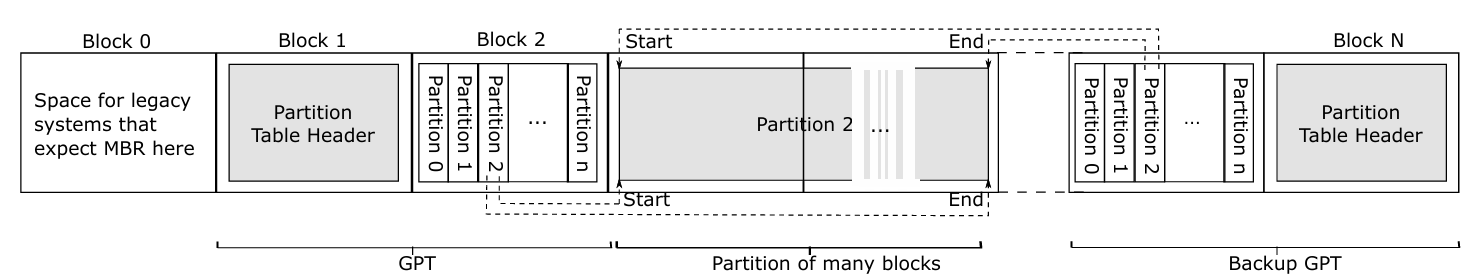 Block 0
Block 1
Block 2
Start
End
Block N
Space for legacy
systems that
expect MBR here
Partition
Table Header
Partition 0
Partition 1
Partition 2
...
Partition n
Partition 2
...
Partition 0
Partition 1
Partition 2
...
Partition n
Partition
Table Header
Start
End
GPT
Partition of many blocks
Backup GPT